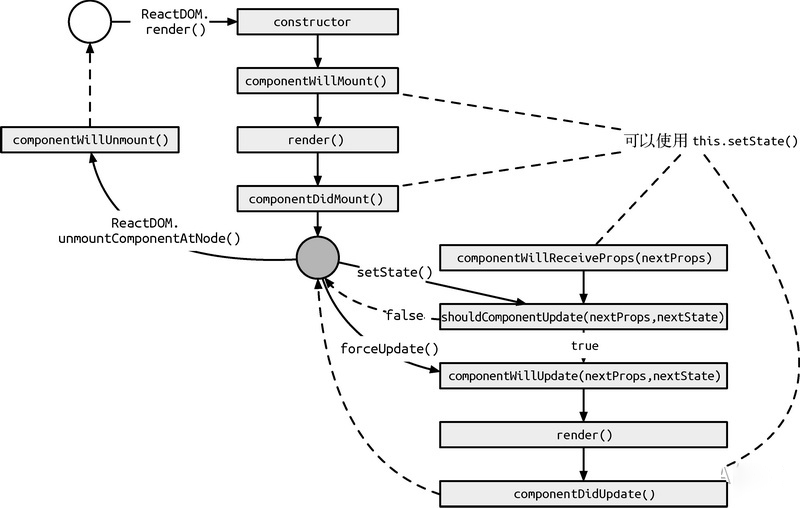 ReactDOM.
render()
constructor
componentWillMount()
componentWillUnmount()
render()
可以使用 this.setState()
componentDidMount()
ReactDOM.
unmountComponentAtNode()
componentWillReceiveProps(nextProps)
setState()
false
shouldComponentUpdate(nextProps,nextState)
true
forceUpdate()
componentWillUpdate(nextProps,nextState)
render()
componentDidUpdate()